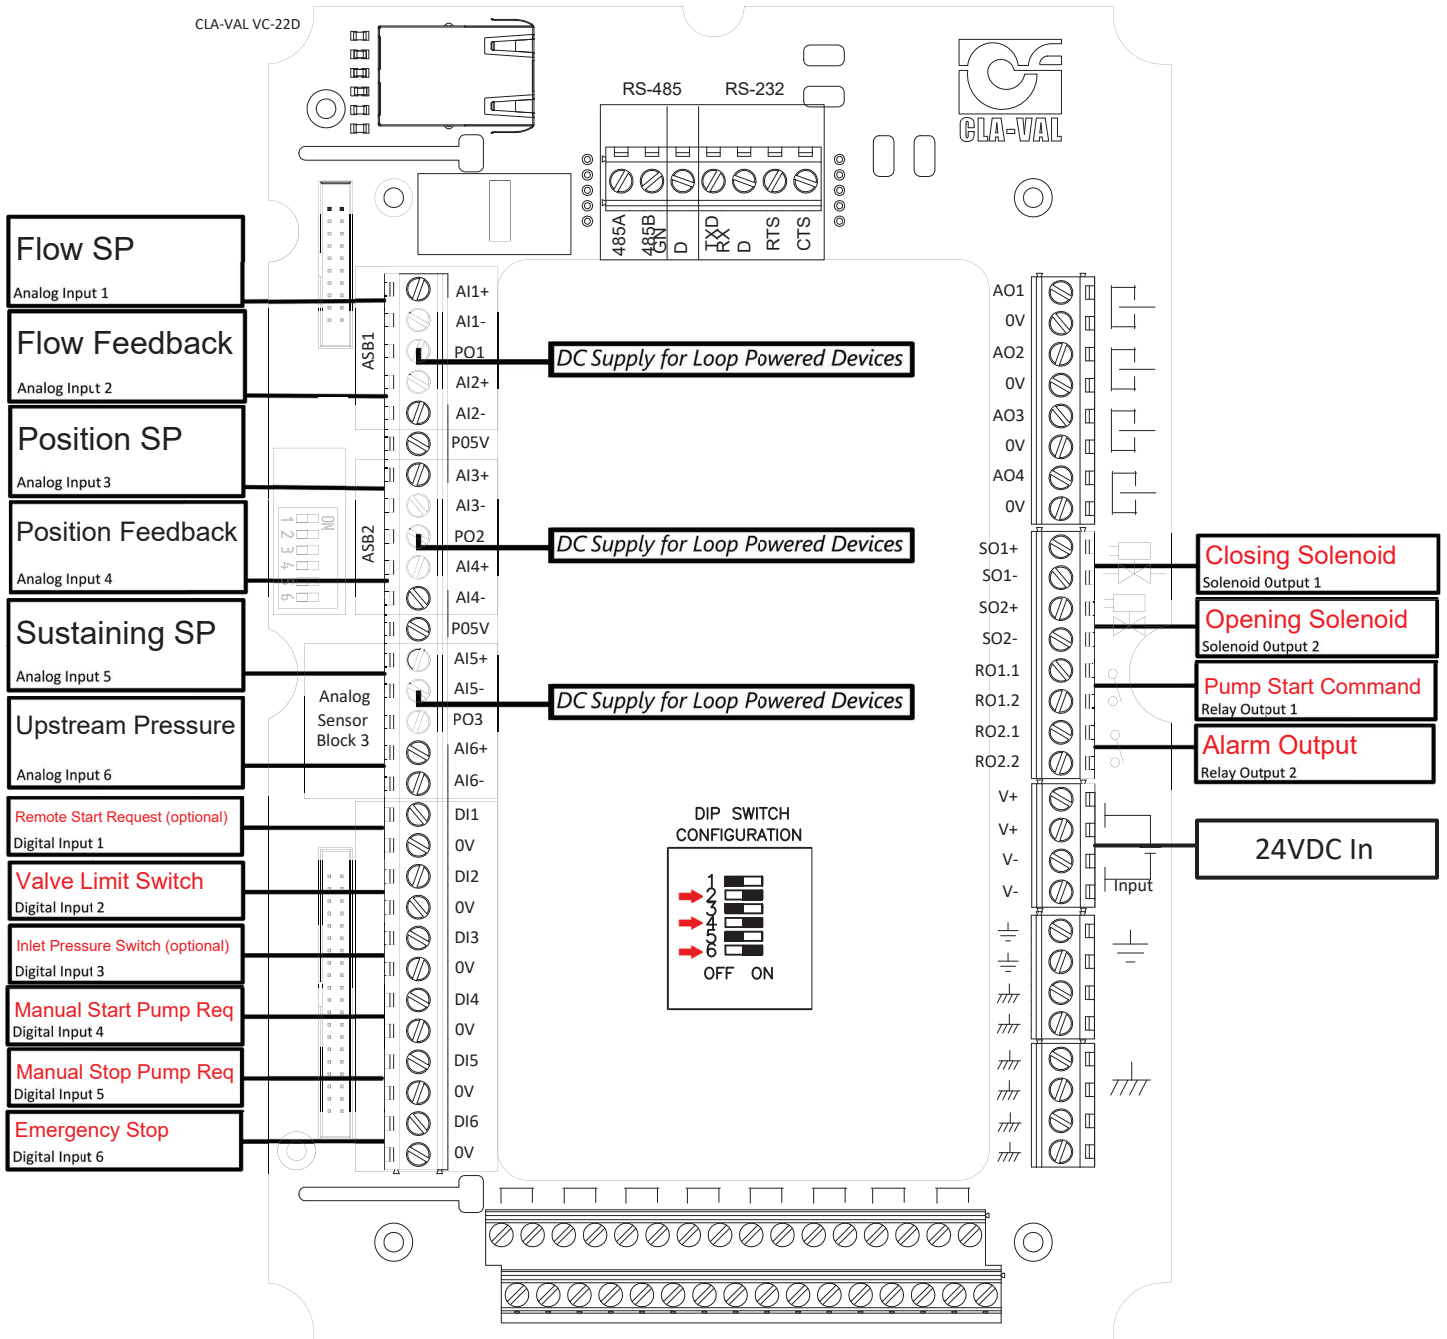 CLA-VAL VC-22D
CLA-VAL
RS-485
RS-232
485A
485B
GN
D
TXD
RX
D
RTS
CTS
Flow SP
Analog Input 1
Flow Feedback
Analog Input 2
Position SP
Analog Input 3
Position Feedback
Analog Input 4
Sustaining SP
Analog Input 5
Upstream Pressure
Analog Input 6
Remote Start Request (optional)
Digital Input 1
Valve Limit Switch
Digital Input 2
Inlet Pressure Switch (optional)
Digital Input 3
Manual Start Pump Req
Digital Input 4
Manual Stop Pump Req
Digital Input 5
Emergency Stop
Digital Input 6
ASB1
ASB2
ON
1
2
3
4
5
6
Analog
Sensor
Block 3
AI1+
AI1-
PO1
AI2+
AI2-
P05V
AI3+
AI3-
PO2
AI4+
AI4-
P05V
AI5+
AI5-
PO3
AI6+
AI6-
DI1
0V
DI2
0V
DI3
0V
DI4
0V
DI5
0V
DI6
0V
DC Supply for Loop Powered Devices
DC Supply for Loop Powered Devices
DC Supply for Loop Powered Devices
DIP SWITCH
CONFIGURATION
1
2
3
4
5
6
OFF ON
AO1
0V
AO2
0V
AO3
0V
AO4
0V
SO1+
SO1-
SO2+
SO2-
RO1.1
RO1.2
RO2.1
RO2.2
V+
V+
V-
V-
Input
Closing Solenoid
Solenoid Output 1
Opening Solenoid
Solenoid Output 2
Pump Start Command
Relay Output 1
Alarm Output
Relay Output 2
24VDC In